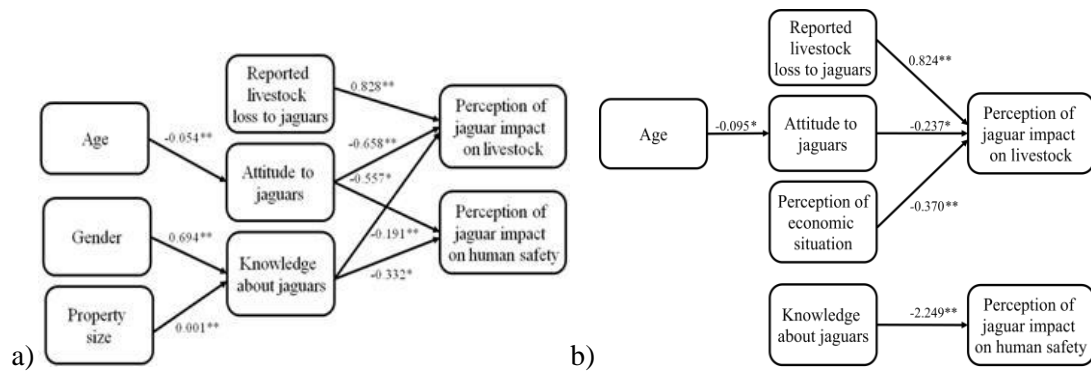 Reported
livestock
loss to jaguars
0.828**
Perception of
jaguar impact
on livestock
Age
-0.054**
-0.658**
-0.557*
Attitude to
jaguars
Gender
0.694**
Perception of
jaguar impact
on human safety
-0.191**
-0.332*
Knowledge
about jaguars
Property
size
0.001**
a)
Reported
livestock
loss to jaguars
0.824**
Age
-0.095*
Attitude to
jaguars
-0.237*
Perception of
jaguar impact
on livestock
Perception of
economic
situation
-0.370**
Knowledge
about jaguars
-2.249**
Perception of
jaguar impact
on human safety
b)